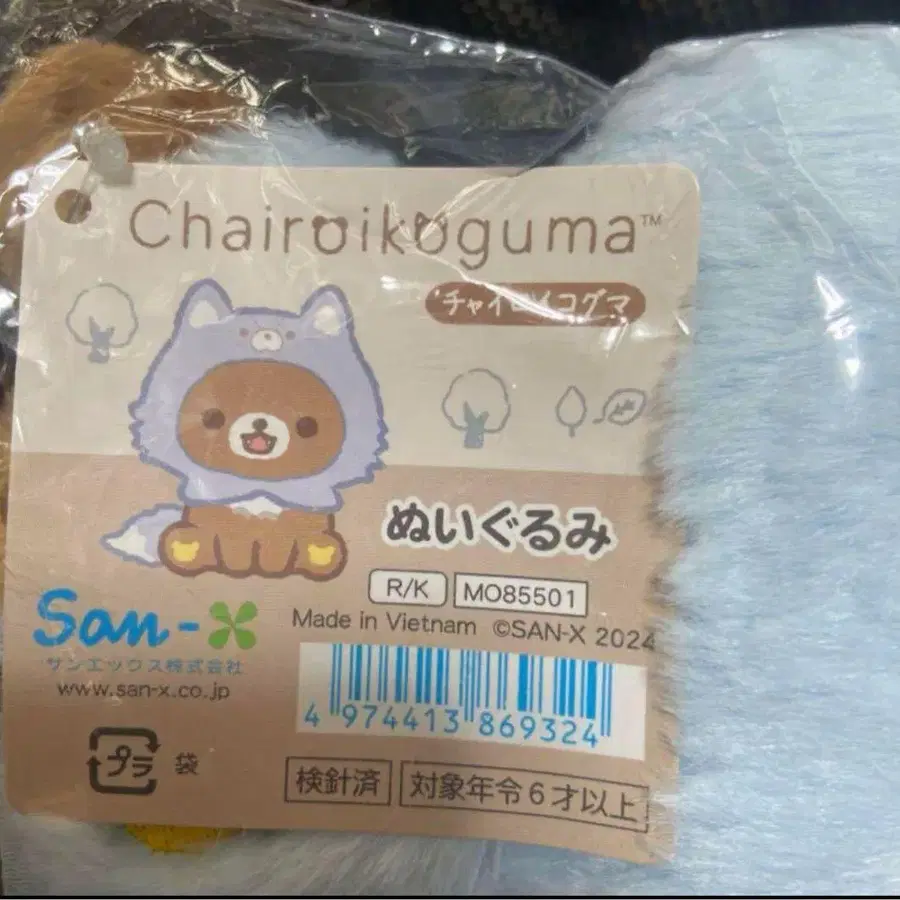 Chairoikoguma™
チャイロイコグマ
ぬいぐるみ
R/K MO85501
Made in Vietnam ©SAN-X 2024
San-X
サンエックス株式会社
www.san-x.co.jp
4 974413 869324
プラ 袋
検針済 対象年令6才以上